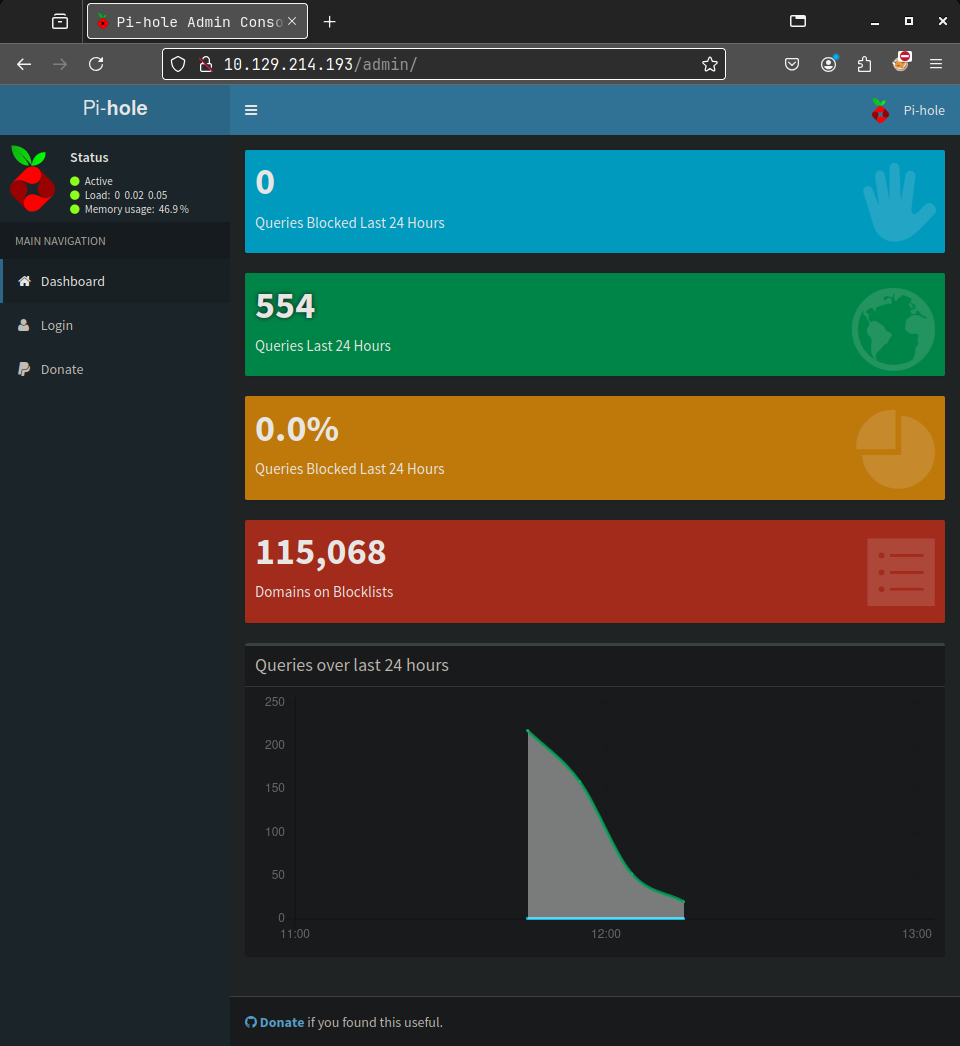 Pi-hole Admin Conso
10.129.214.193/admin/
Pi-hole
Pi-hole
Status
Active
Load: 0 0.02 0.05
Memory usage: 46.9 %
MAIN NAVIGATION
Dashboard
Login
Donate
0
Queries Blocked Last 24 Hours
554
Queries Last 24 Hours
0.0%
Queries Blocked Last 24 Hours
115,068
Domains on Blocklists
Queries over last 24 hours
250
200
150
100
50
0
11:00 12:00 13:00
Donate if you found this useful.